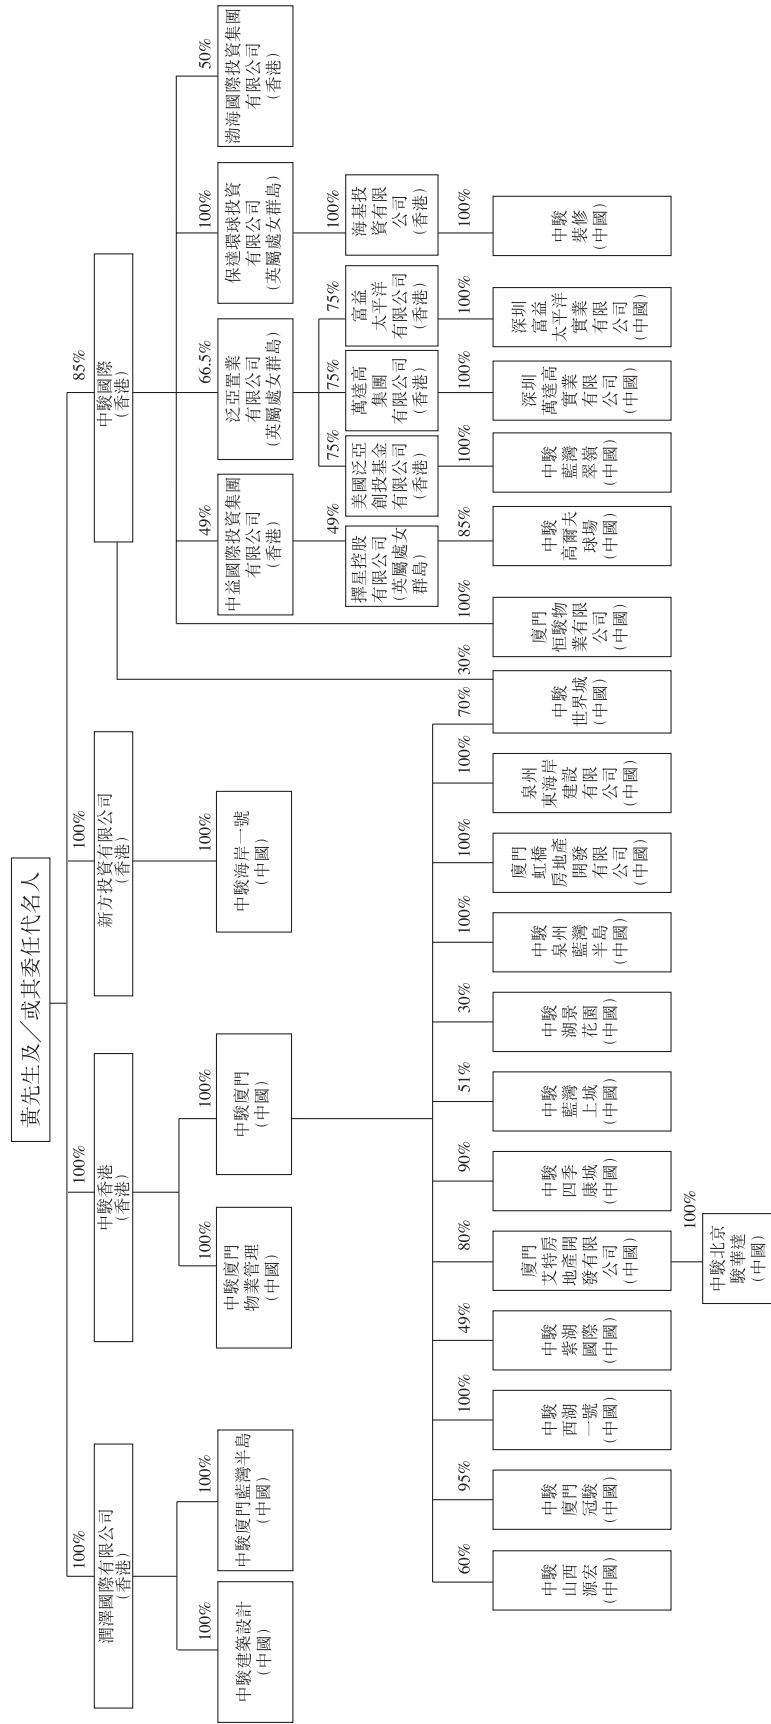 黃先生及╱或其委任代名人
100%
100%
100%
85%
潤澤國際有限公司
(香港)
中駿香港
(香港)
新方投資有限公司
(香港)
中駿國際
(香港)
100%
100%
100%
100%
100%
49%
66.5%
100%
50%
中駿建築設計
(中國)
中駿廈門藍灣半島
(中國)
中駿廈門
物業管理
(中國)
中駿廈門
(中國)
中駿海岸一號
(中國)
中益國際投資集團
有限公司
(香港)
泛亞置業
有限公司
(英屬處女群島)
保達環球投資
有限公司
(英屬處女群島)
渤海國際投資集團
有限公司
(香港)
49%
75%
75%
75%
100%
擇星控股
有限公司
(英屬處女
群島)
美國泛亞
創投基金
有限公司
(香港)
萬達高
集團
有限公司
(香港)
富益
太平洋
有限公司
(香港)
海基投
資有限
公司
(香港)
60%
95%
100%
49%
80%
90%
51%
30%
100%
100%
100%
70%
30%
100%
85%
100%
100%
100%
100%
中駿
山西
源宏
(中國)
中駿
廈門
冠駿
(中國)
中駿
西湖
一號
(中國)
中駿
紫湖
國際
(中國)
廈門
艾特房
地產開
發有限
公司
(中國)
中駿
四季
康城
(中國)
中駿
藍灣
上城
(中國)
中駿
湖景
花園
(中國)
中駿
泉州
藍灣
半島
(中國)
廈門
虹橋
房地產
開發
有限
公司
(中國)
泉州
東海岸
建設
有限
公司
(中國)
中駿
世界城
(中國)
廈門
恒駿物
業有限
公司
(中國)
中駿
高爾夫
球場
(中國)
中駿
藍灣
翠嶺
(中國)
深圳
萬達高
實業
有限
公司
(中國)
深圳
富益
太平洋
實業
有限
公司
(中國)
中駿
裝修
(中國)
100%
中駿北京
駿華達
(中國)